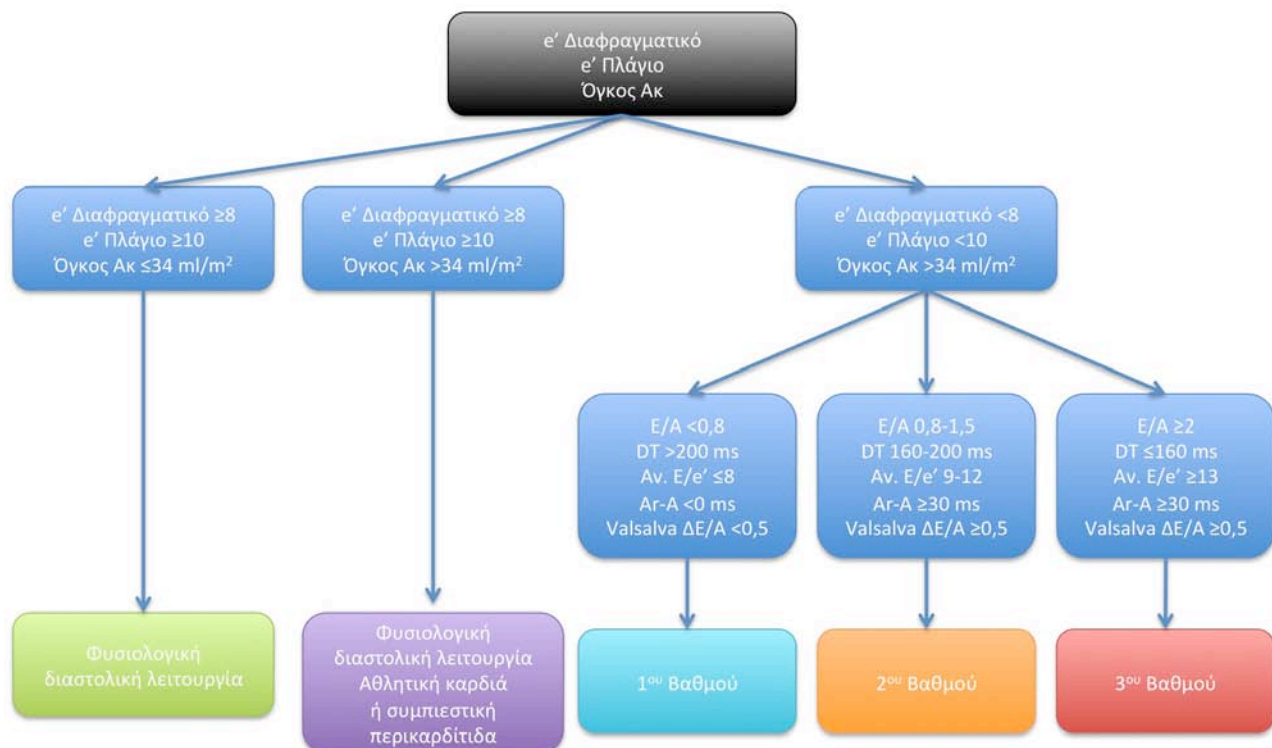 e’ Διαφραγματικό
e’ Πλάγιο
Όγκος Ακ
e’ Διαφραγματικό ≥8
e’ Πλάγιο ≥10
Όγκος Ακ ≤34 ml/m²
e’ Διαφραγματικό ≥8
e’ Πλάγιο ≥10
Όγκος Ακ >34 ml/m²
e’ Διαφραγματικό <8
e’ Πλάγιο <10
Όγκος Ακ >34 ml/m²
E/A <0,8
DT >200 ms
Av. E/e’ ≤8
Ar-A <0 ms
Valsalva ΔE/A <0,5
E/A 0,8-1,5
DT 160-200 ms
Av. E/e’ 9-12
Ar-A ≥30 ms
Valsalva ΔE/A ≥0,5
E/A ≥2
DT ≤160 ms
Av. E/e’ ≥13
Ar-A ≥30 ms
Valsalva ΔE/A ≥0,5
Φυσιολογική
διαστολική λειτουργία
Φυσιολογική
διαστολική λειτουργία
Αθλητική καρδιά
ή συμπιεστική
περικαρδίτιδα
1ου Βαθμού
2ου Βαθμού
3ου Βαθμού